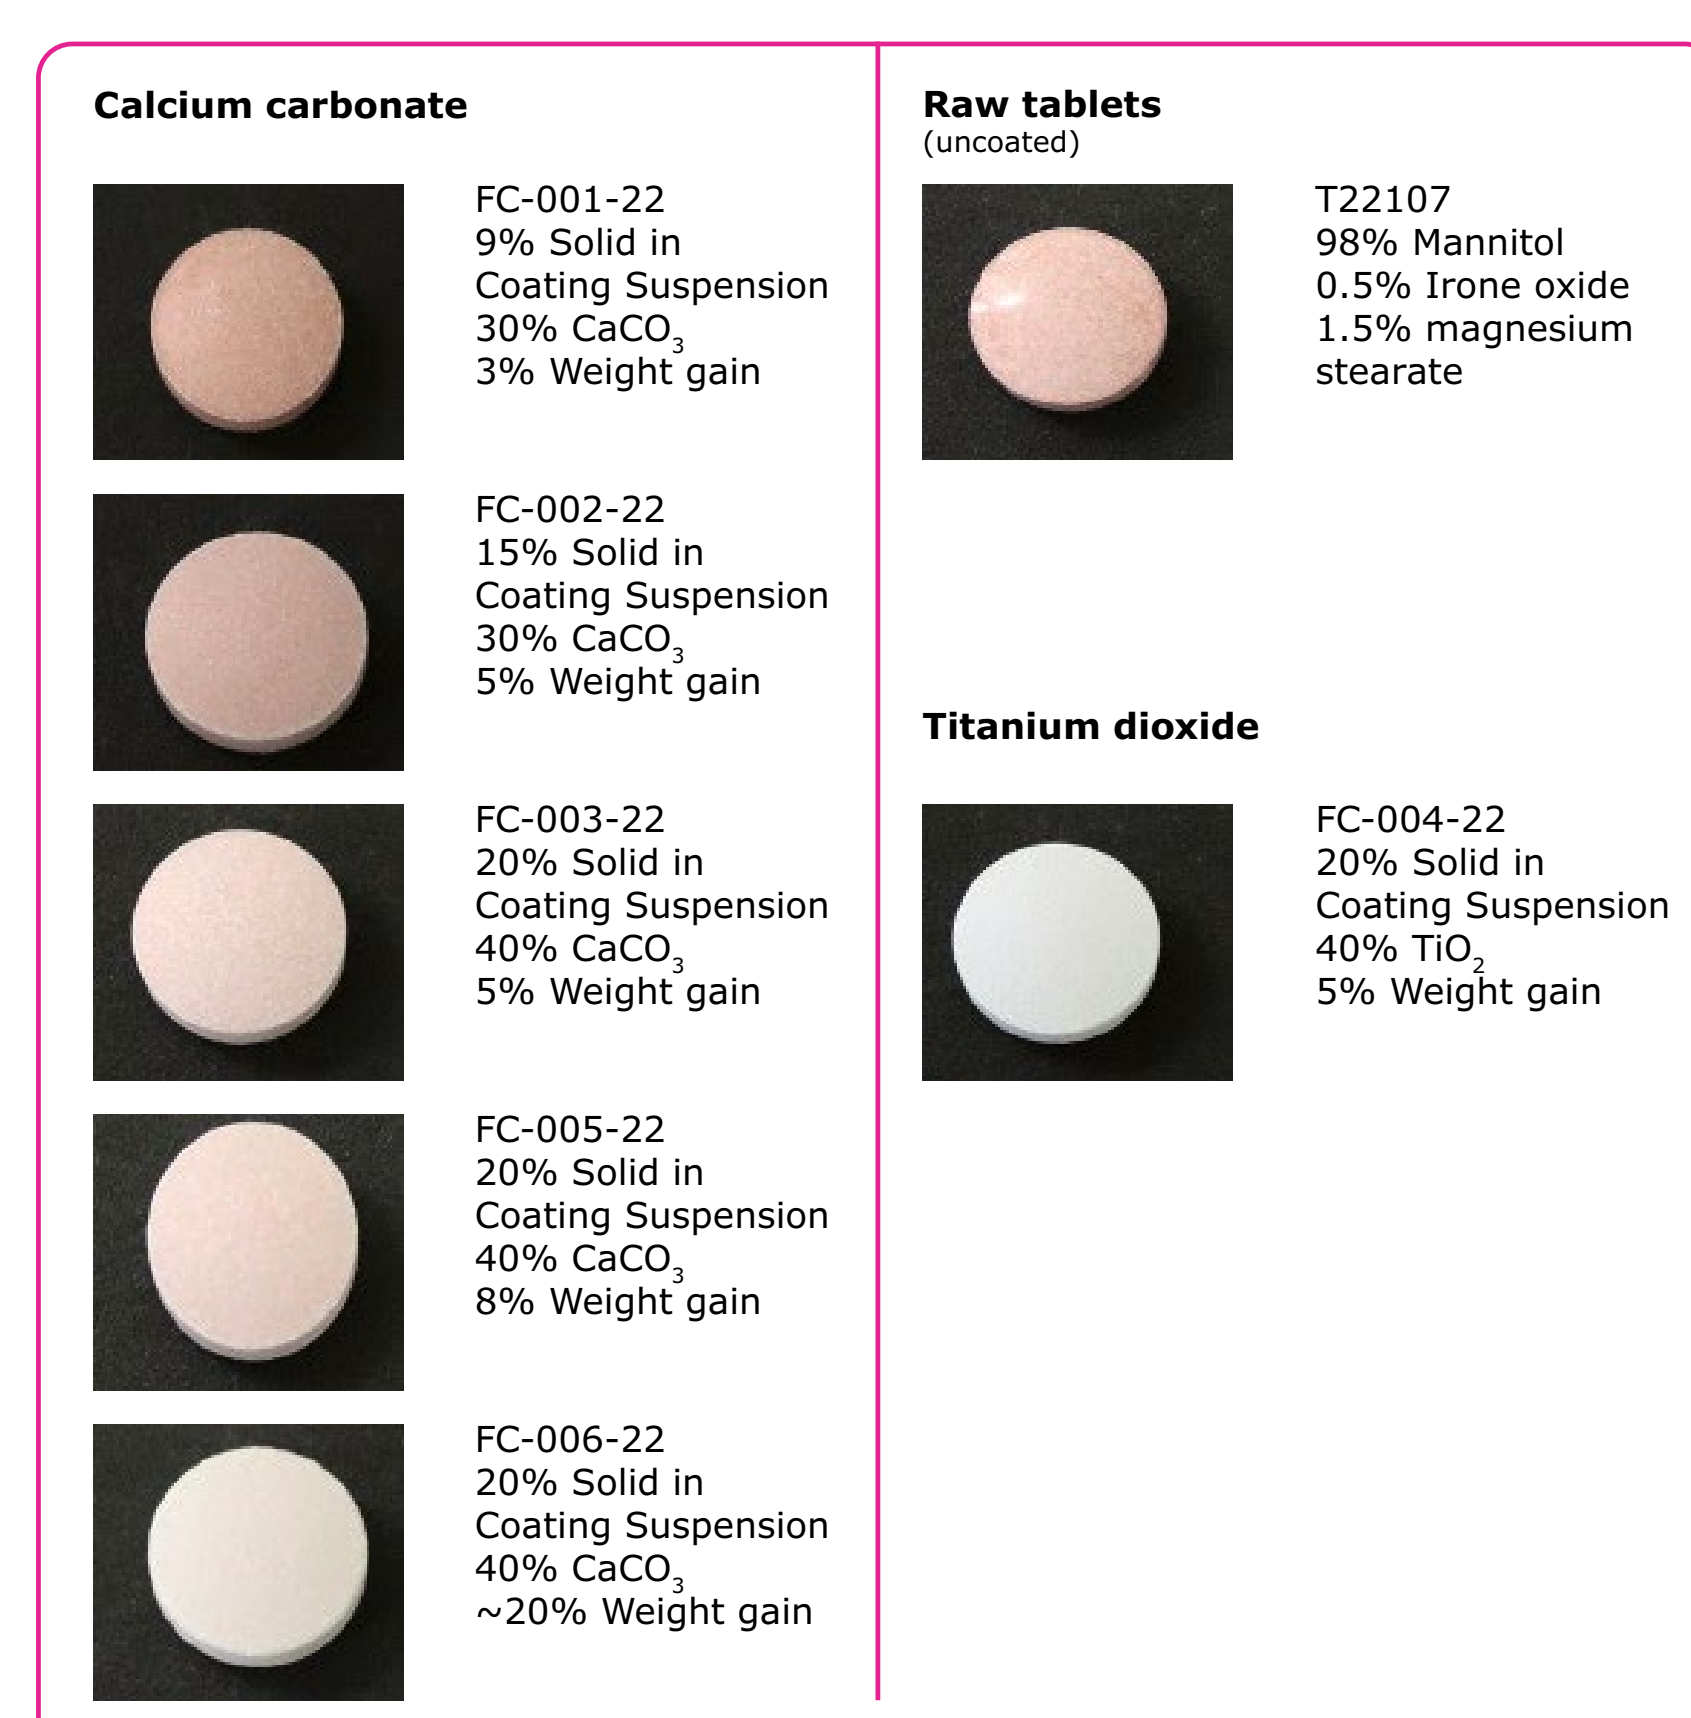 Calcium carbonate
FC-001-22
9% Solid in
Coating Suspension
30% CaCO₃
3% Weight gain
FC-002-22
15% Solid in
Coating Suspension
30% CaCO₃
5% Weight gain
FC-003-22
20% Solid in
Coating Suspension
40% CaCO₃
5% Weight gain
FC-005-22
20% Solid in
Coating Suspension
40% CaCO₃
8% Weight gain
FC-006-22
20% Solid in
Coating Suspension
40% CaCO₃
~20% Weight gain
Raw tablets
(uncoated)
T22107
98% Mannitol
0.5% Irone oxide
1.5% magnesium
stearate
Titanium dioxide
FC-004-22
20% Solid in
Coating Suspension
40% TiO₂
5% Weight gain